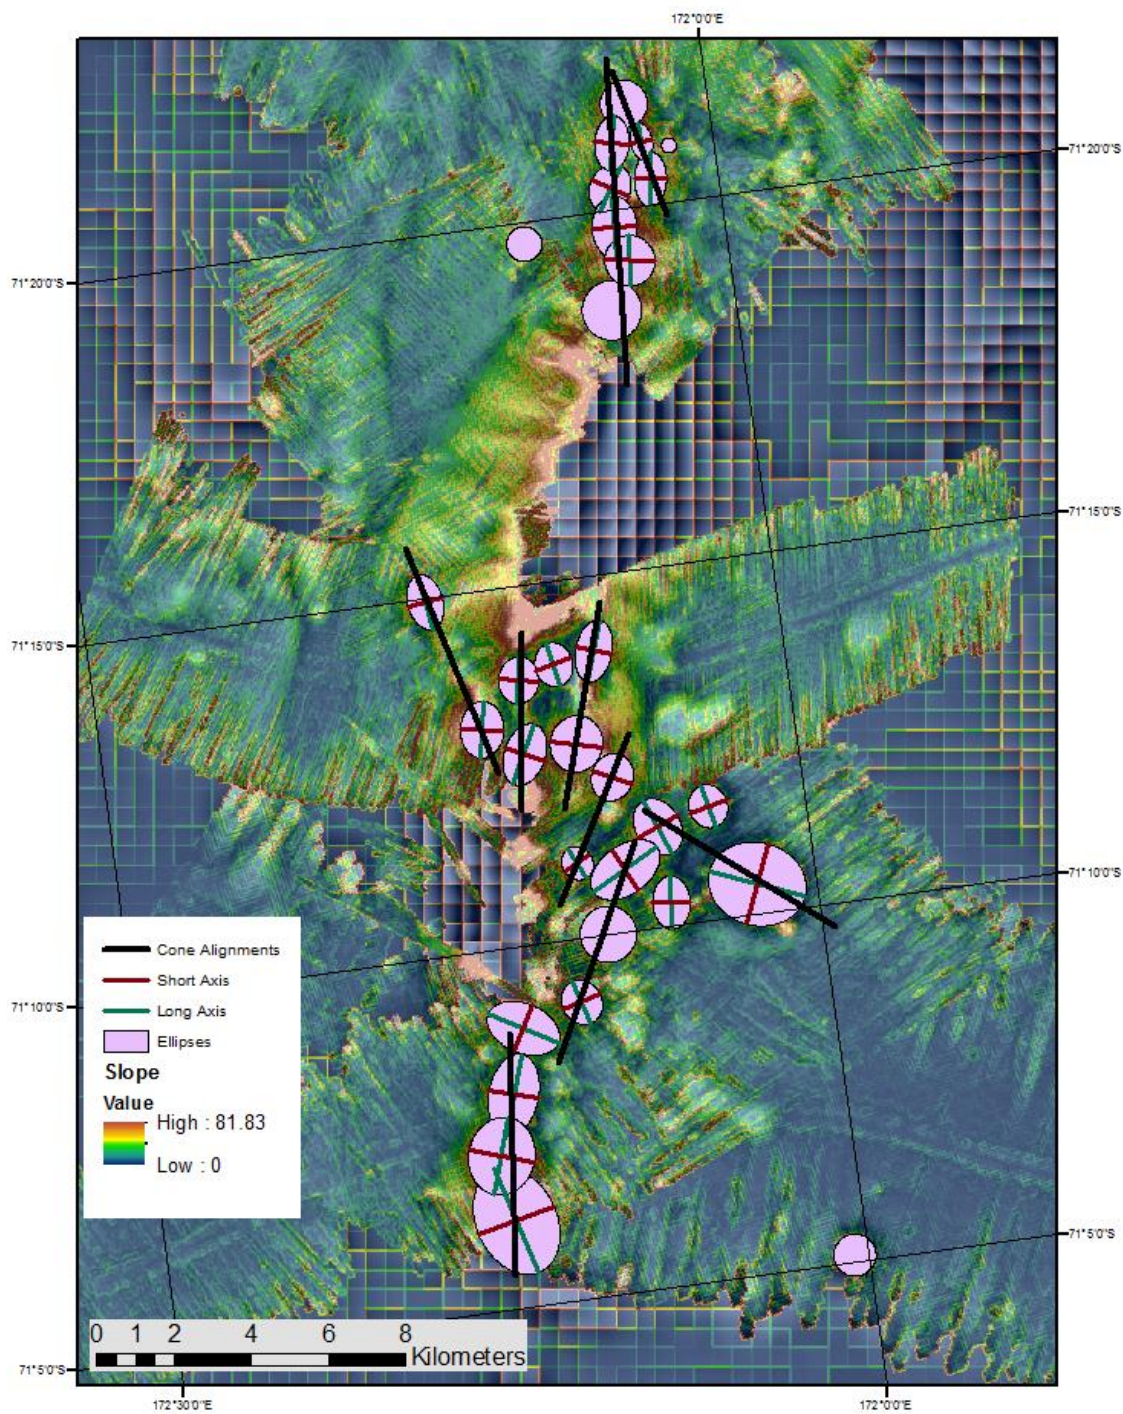 172°0'0"E
71°20'0"S
71°20'0"S
71°15'0"S
71°15'0"S
71°10'0"S
Cone Alignments
Short Axis
Long Axis
Ellipses
Slope
Value
High : 81.83
Low : 0
71°10'0"S
71°5'0"S
0 1 2 4 6 8
Kilometers
71°5'0"S
172°30'0"E
172°0'0"E